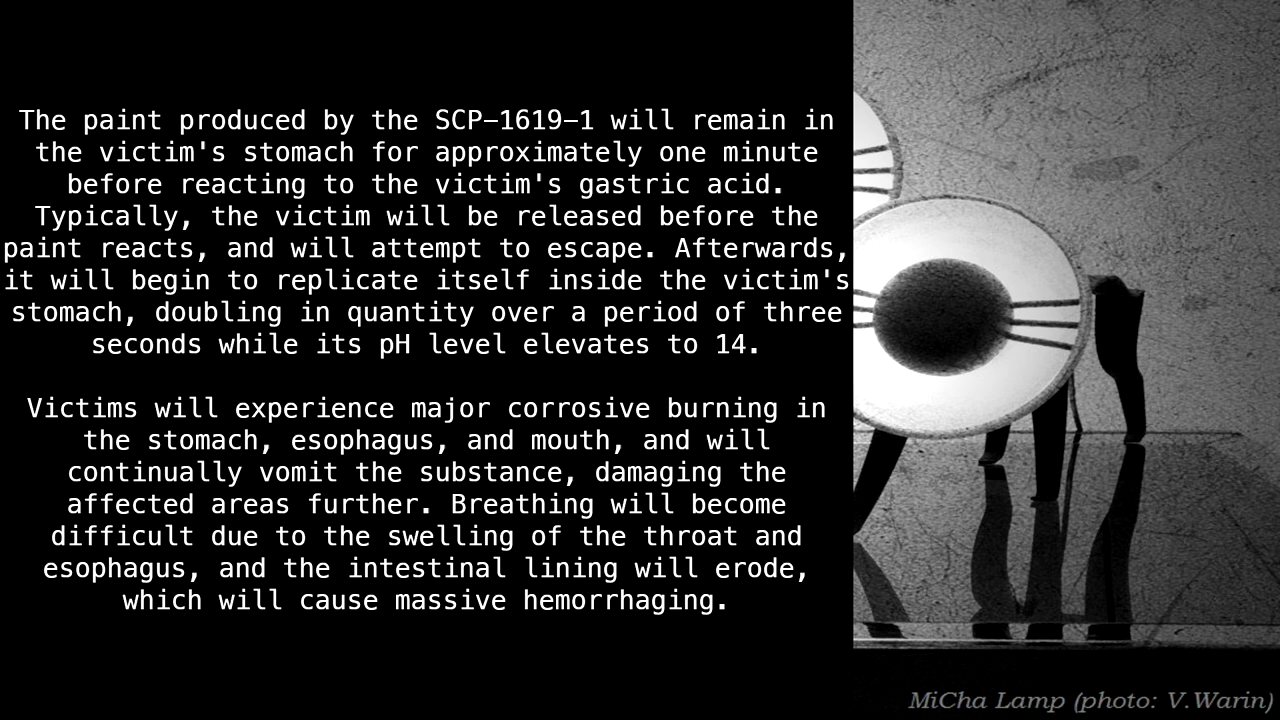 The paint produced by the SCP-1619-1 will remain in
the victim's stomach for approximately one minute
before reacting to the victim's gastric acid.
Typically, the victim will be released before the
paint reacts, and will attempt to escape. Afterwards,
it will begin to replicate itself inside the victim's
stomach, doubling in quantity over a period of three
seconds while its pH level elevates to 14.
Victims will experience major corrosive burning in
the stomach, esophagus, and mouth, and will
continually vomit the substance, damaging the
affected areas further. Breathing will become
difficult due to the swelling of the throat and
esophagus, and the intestinal lining will erode,
which will cause massive hemorrhaging.
MiCha Lamp (photo: V.Warin)